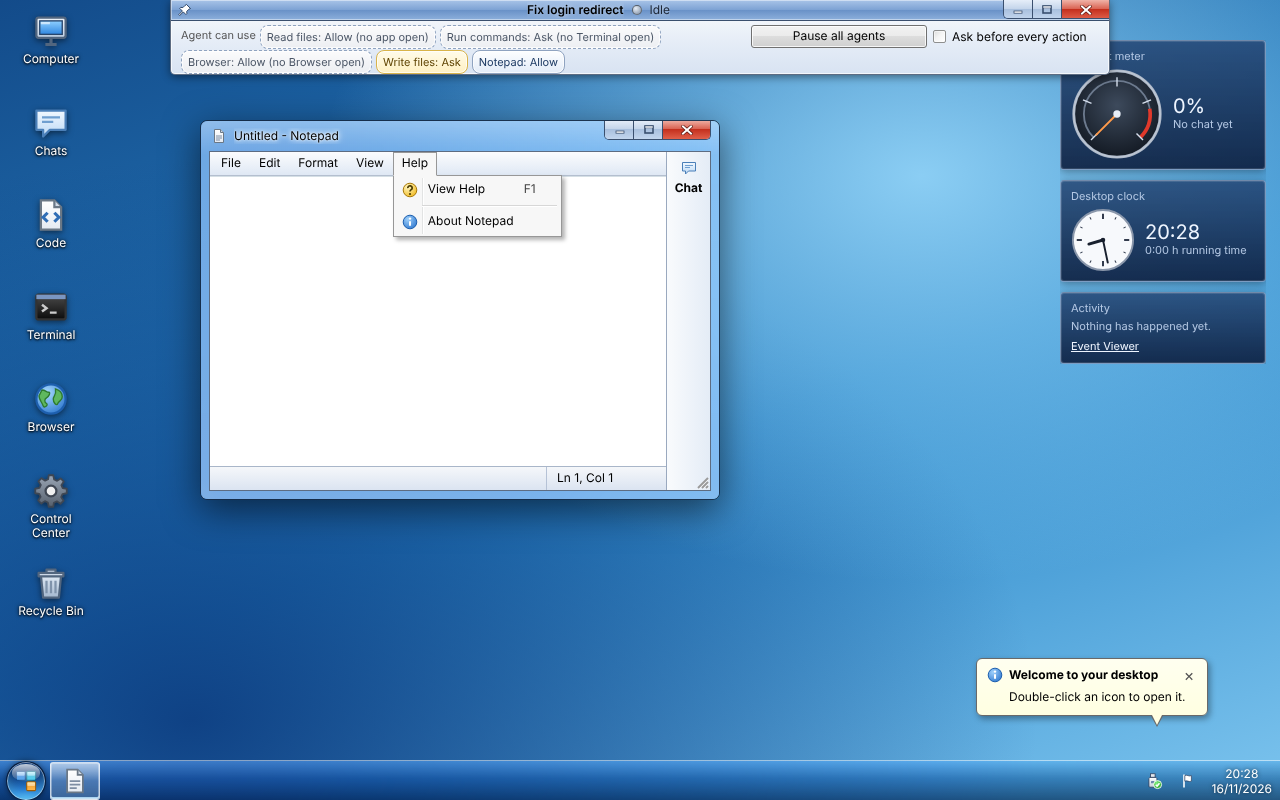 Fix login redirect Idle
Agent can use Read files: Allow (no app open) Run commands: Ask (no Terminal open) Pause all agents Ask before every action
Browser: Allow (no Browser open) Write files: Ask Notepad: Allow
Computer
Chats
Code
Terminal
Browser
Control
Center
Recycle Bin
Untitled - Notepad
File Edit Format View Help
View Help F1
About Notepad
Chat
Ln 1, Col 1
meter
0%
No chat yet
Desktop clock
20:28
0:00 h running time
Activity
Nothing has happened yet.
Event Viewer
Welcome to your desktop
Double-click an icon to open it.
20:28
16/11/2026